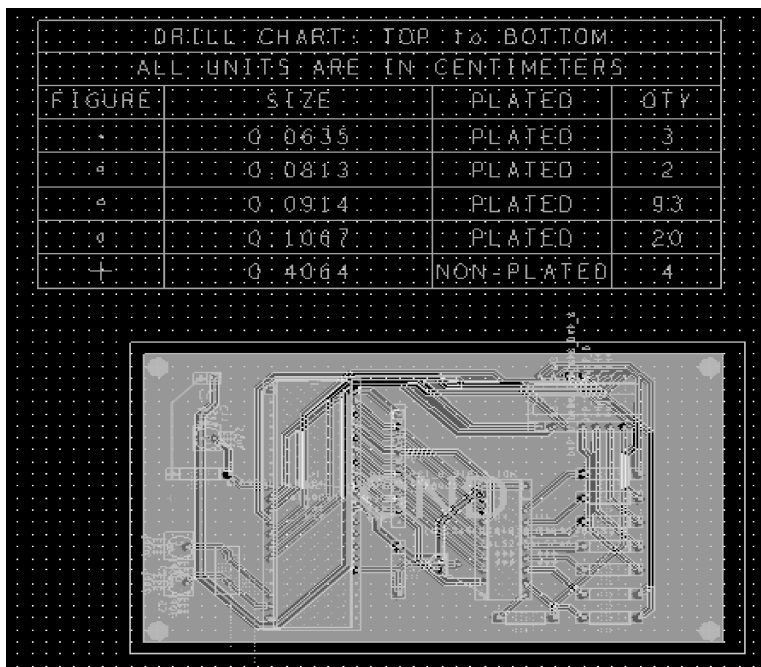 DRILL CHART: TOP to BOTTOM
ALL UNITS ARE IN CENTIMETERS
FIGURE SIZE PLATED QTY
0.0635 PLATED 3
0.0813 PLATED 2
0.0914 PLATED 93
0.1067 PLATED 20
0.4064 NON-PLATED 4
GND